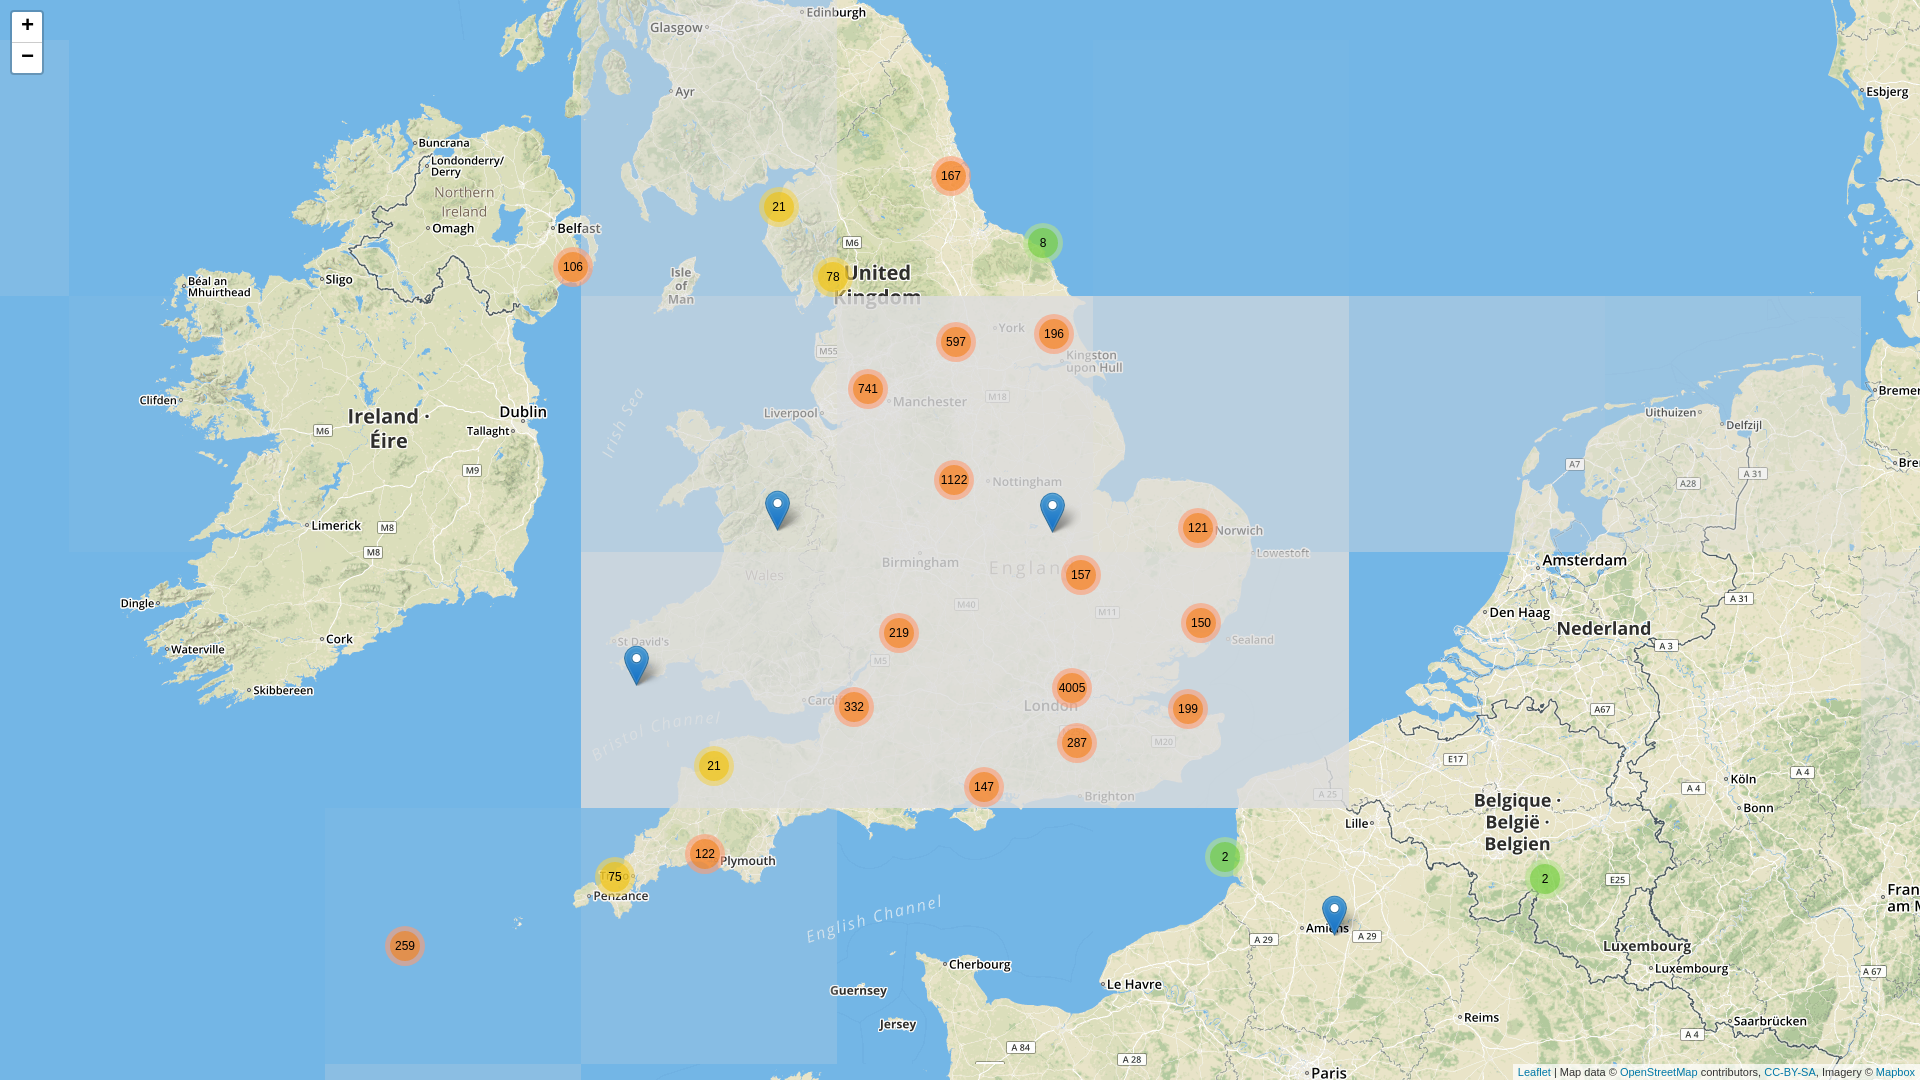 +
−
Edinburgh
Glasgow
Ayr
Esbjerg
Buncrana
Londonderry/
Derry
Northern
Ireland
Omagh
Belfast
Sligo
Béal an
Mhuirthead
106
21
167
8
M6
78
United
Kingdom
Isle
of
Man
York
196
597
M55
Kingston
upon Hull
741
Manchester
M18
Liverpool
Irish Sea
Clifden
Ireland ·
Éire
Dublin
Tallaght
M6
M9
Limerick
M8
M8
Dingle
Cork
Waterville
Skibbereen
1122
Nottingham
121
Norwich
Lowestoft
Birmingham
Wales
157
M40
M11
150
219
Sealand
St David's
M5
4005
London
199
332
287
M20
Bristol Channel
21
147
Brighton
122
Plymouth
75
Penzance
259
English Channel
Guernsey
Jersey
Cherbourg
Le Havre
A 84
A 28
A 29
A 29
Amiens
2
2
A 25
Lille
Reims
Paris
Uithuizen
Delfzijl
A7
A28
A 31
Bremer
Bre
Amsterdam
Den Haag
Nederland
A 31
A 3
A67
E17
Köln
Bonn
A 4
A 4
Belgique ·
België ·
Belgien
E25
Luxembourg
Luxembourg
Fran
am M
A 67
Saarbrücken
A 4
Leaflet | Map data © OpenStreetMap contributors, CC-BY-SA, Imagery © Mapbox